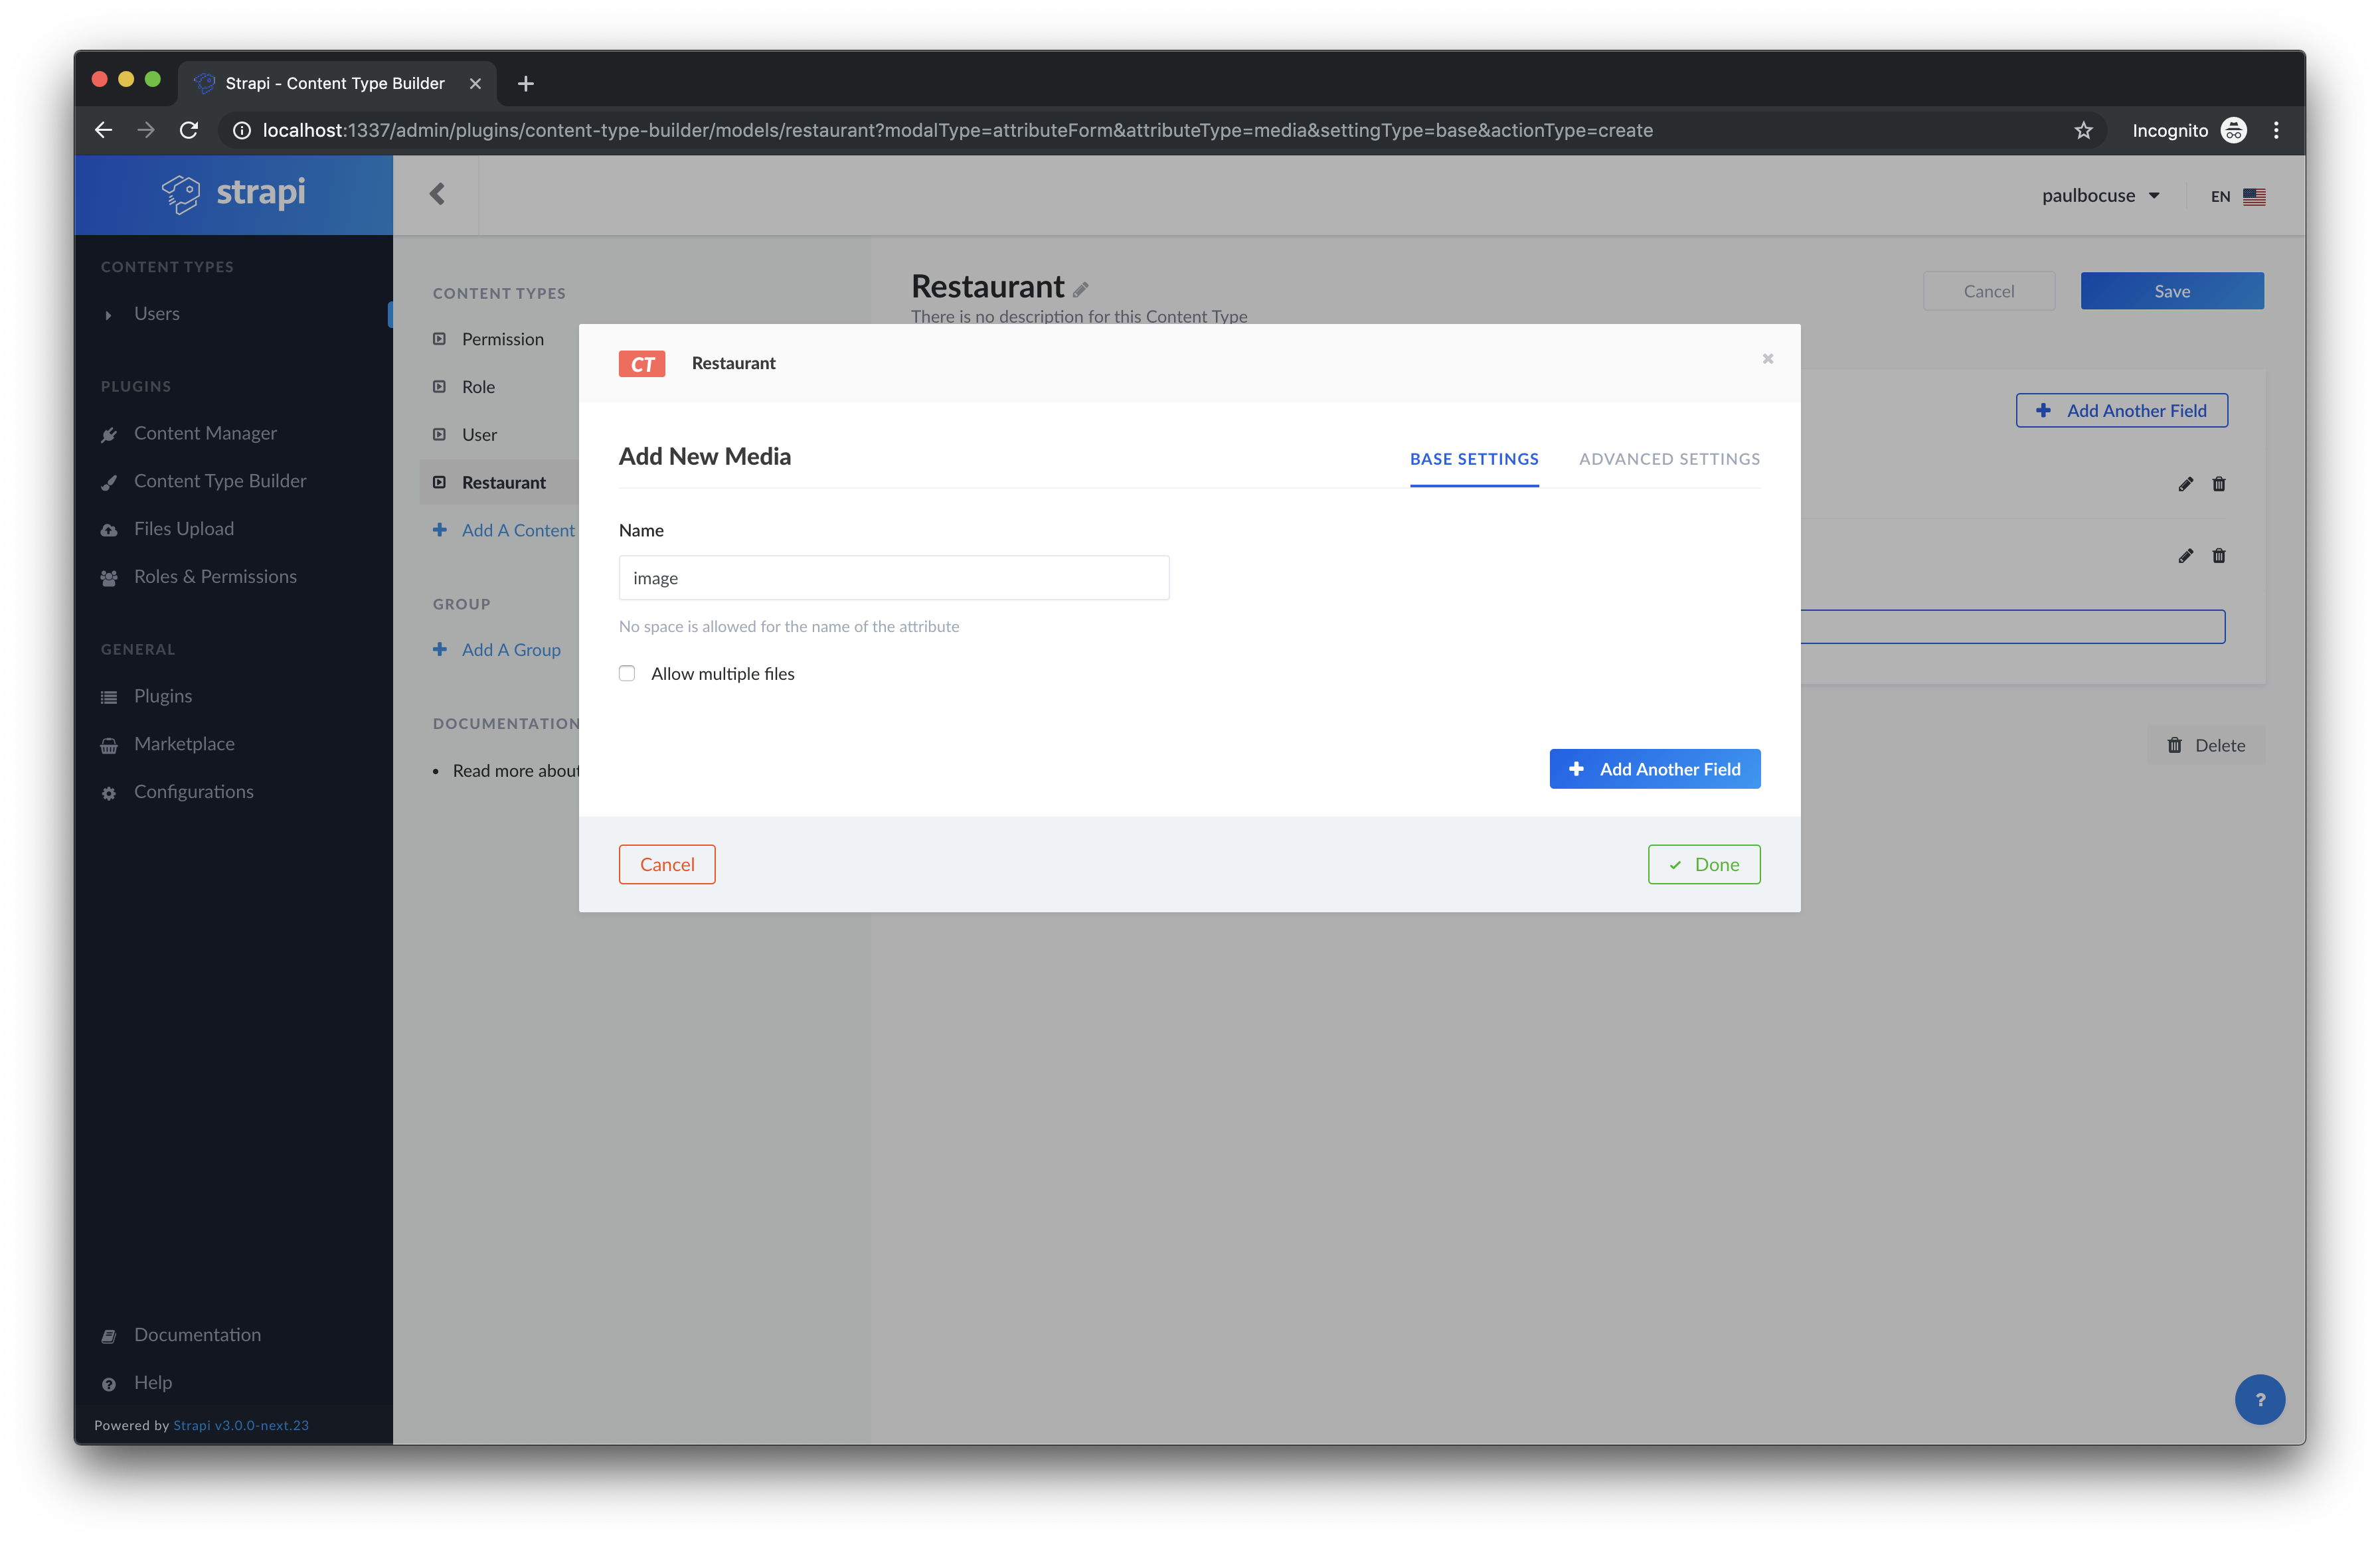 Strapi - Content Type Builder
localhost:1337/admin/plugins/content-type-builder/models/restaurant?modalType=attributeForm&attributeType=media&settingType=base&actionType=create
Incognito
strapi
paulbocuse
EN
CONTENT TYPES
Users
PLUGINS
Content Manager
Content Type Builder
Files Upload
Roles & Permissions
GENERAL
Plugins
Marketplace
Configurations
Documentation
Help
Powered by Strapi v3.0.0-next.23
CONTENT TYPES
Permission
Role
User
Restaurant
Add A Content
GROUP
Add A Group
DOCUMENTATION
Read more about
Restaurant
There is no description for this Content Type
Cancel
Save
Add Another Field
Delete
CT
Restaurant
Add New Media
BASE SETTINGS
ADVANCED SETTINGS
Name
image
No space is allowed for the name of the attribute
Allow multiple files
Add Another Field
Cancel
Done
?